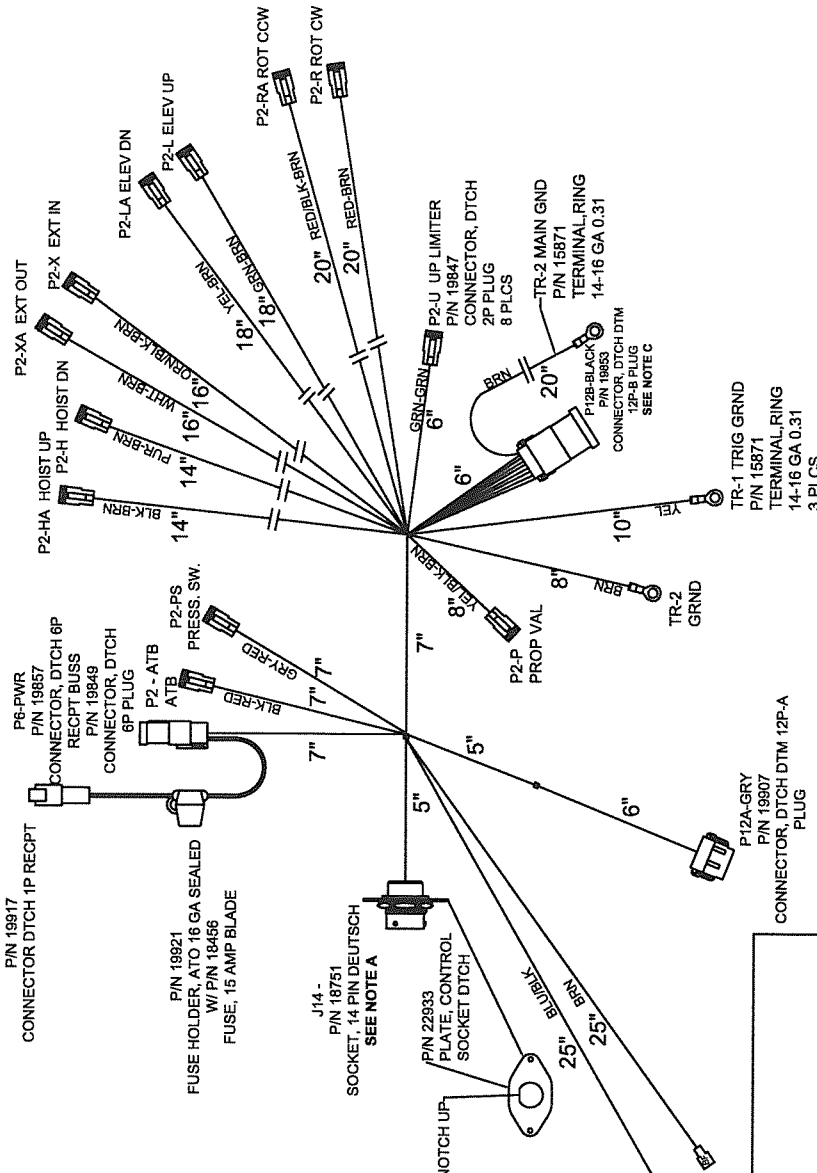 P/N 19917
CONNECTOR DTCH 1P RECPT
P6-PWR
P/N 19857
CONNECTOR, DTCH 6P
RECPT BUSS
P/N 19849
CONNECTOR, DTCH
6P PLUG
P/N 19921
FUSE HOLDER, ATO 16 GA SEALED
W/ P/N 18456
FUSE, 15 AMP BLADE
P2 - ATB
ATB
BLK-RED
7"
7"
P2-PS
PRESS. SW.
GRY-RED
7"
J14 -
P/N 18751
SOCKET, 14 PIN DEUTSCH
SEE NOTE A
5"
P/N 22933
PLATE, CONTROL
SOCKET DTCH
NOTCH UP
BLU/BLK
25"
BRN
25"
5"
6"
P12A-GRY
P/N 19907
CONNECTOR, DTCH DTM 12P-A
PLUG
7"
P2-HA HOIST UP
BLK-BRN
14"
P2-H HOIST DN
PUR-BRN
14"
P2-XA EXT OUT
WHT-BRN
16"
P2-X EXT IN
ORN/BLK-BRN
16"
P2-LA ELEV DN
YEL-BRN
18"
P2-L ELEV UP
GRN-BRN
18"
P2-RA ROT CCW
RED/BLK-BRN
20"
P2-R ROT CW
RED-BRN
20"
GRN-GRN
6"
P2-U UP LIMITER
P/N 19847
CONNECTOR, DTCH
2P PLUG
8 PLCS
6"
BRN
20"
TR-2 MAIN GND
P/N 15871
TERMINAL,RING
14-16 GA 0.31
P12B-BLACK
P/N 19853
CONNECTOR, DTCH DTM
12P-B PLUG
SEE NOTE C
YEL
10"
TR-1 TRIG GRND
P/N 15871
TERMINAL,RING
14-16 GA 0.31
3 PLCS
BRN
8"
TR-2
GRND
YEL/BLK-BRN
8"
P2-P
PROP VAL